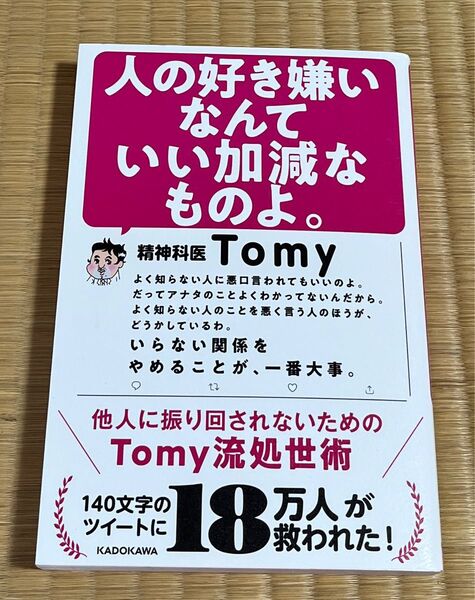 人の好き嫌い
なんて
いい加減な
ものよ。
精神科医 Tomy
よく知らない人に悪口言われてもいいのよ。
だってアナタのことよくわかってないんだから。
よく知らない人のことを悪く言う人のほうが、
どうかしているわ。
いらない関係を
やめることが、一番大事。
他人に振り回されないための
Tomy流処世術
140文字の
ツイートに
18万人が
救われた!
KADOKAWA